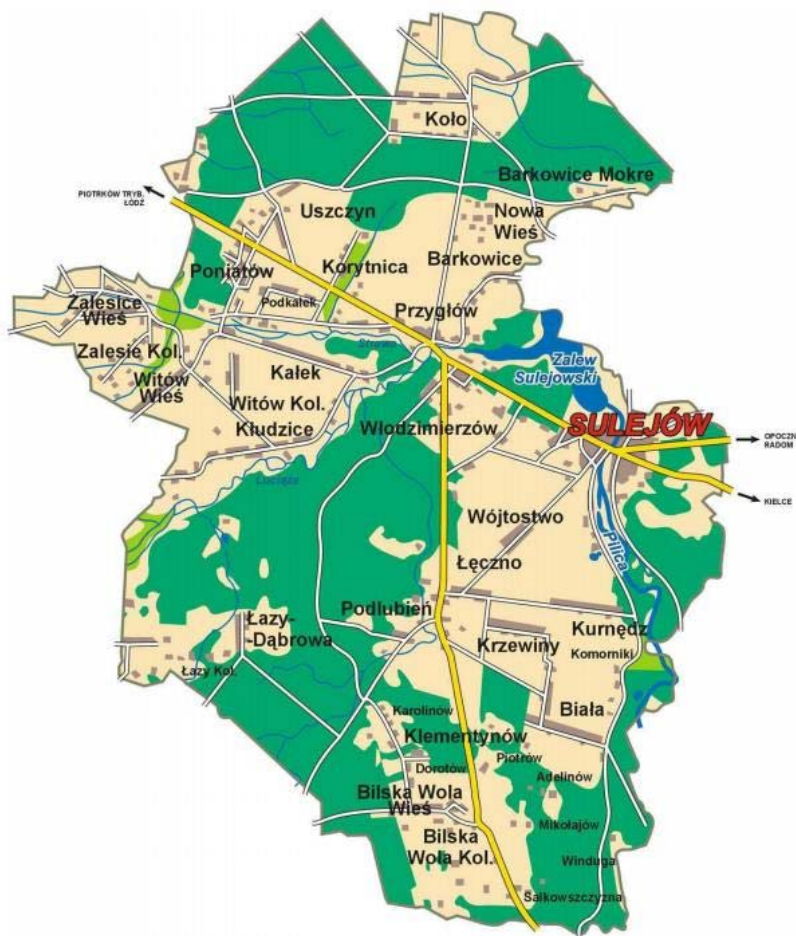 Koło
Barkowice Mokre
PIOTRKÓW TRYB.
ŁÓDŹ
Uszczyn
Nowa
Wieś
Poniatów
Korytnica
Barkowice
Zalesice
Wieś
Podkałek
Przygłów
Strawa
Zalesie Kol.
Zalew
Sulejowski
Witów
Wieś
Kałek
Witów Kol.
Kłudzice
Włodzimierzów
SULEJÓW
OPOCZN
RADOM
KIELCE
Luciąża
Wójtostwo
Pilica
Łęczno
Podlubień
Łazy-
-Dąbrowa
Krzewiny
Kurnędz
Komorniki
Łazy Kol.
Karolinów
Biała
Klementynów
Piotrów
Dorotów
Adelinów
Bilska Wola
Wieś
Mikołajów
Bilska
Wola Kol.
Winduga
Salkowszczyzna